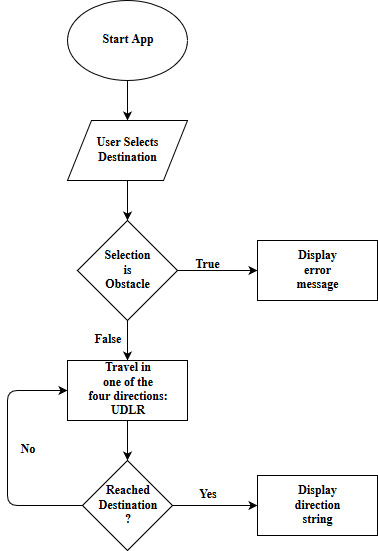 Start App
User Selects
Destination
Selection
is
Obstacle
True
Display
error
message
False
Travel in
one of the
four directions:
UDLR
No
Reached
Destination
?
Yes
Display
direction
string